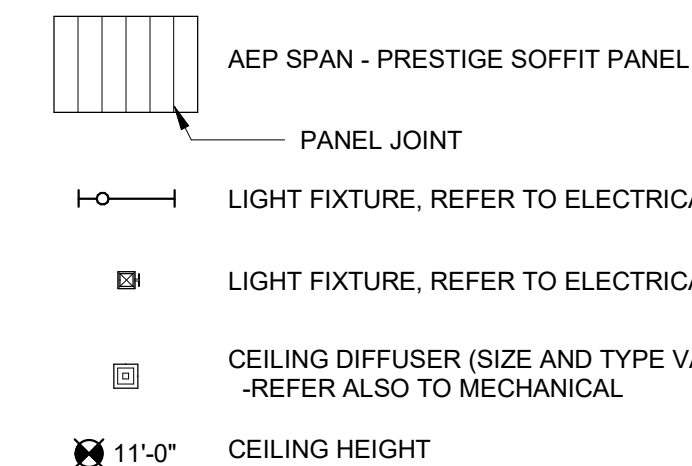 AEP SPAN - PRESTIGE SOFFIT PANEL
PANEL JOINT
LIGHT FIXTURE, REFER TO
LIGHT FIXTURE, REFER TO
CEILING DIFFUSER (SIZE AND TYPE
-REFER ALSO TO MECHANICAL
11'-0" CEILING HEIGHT